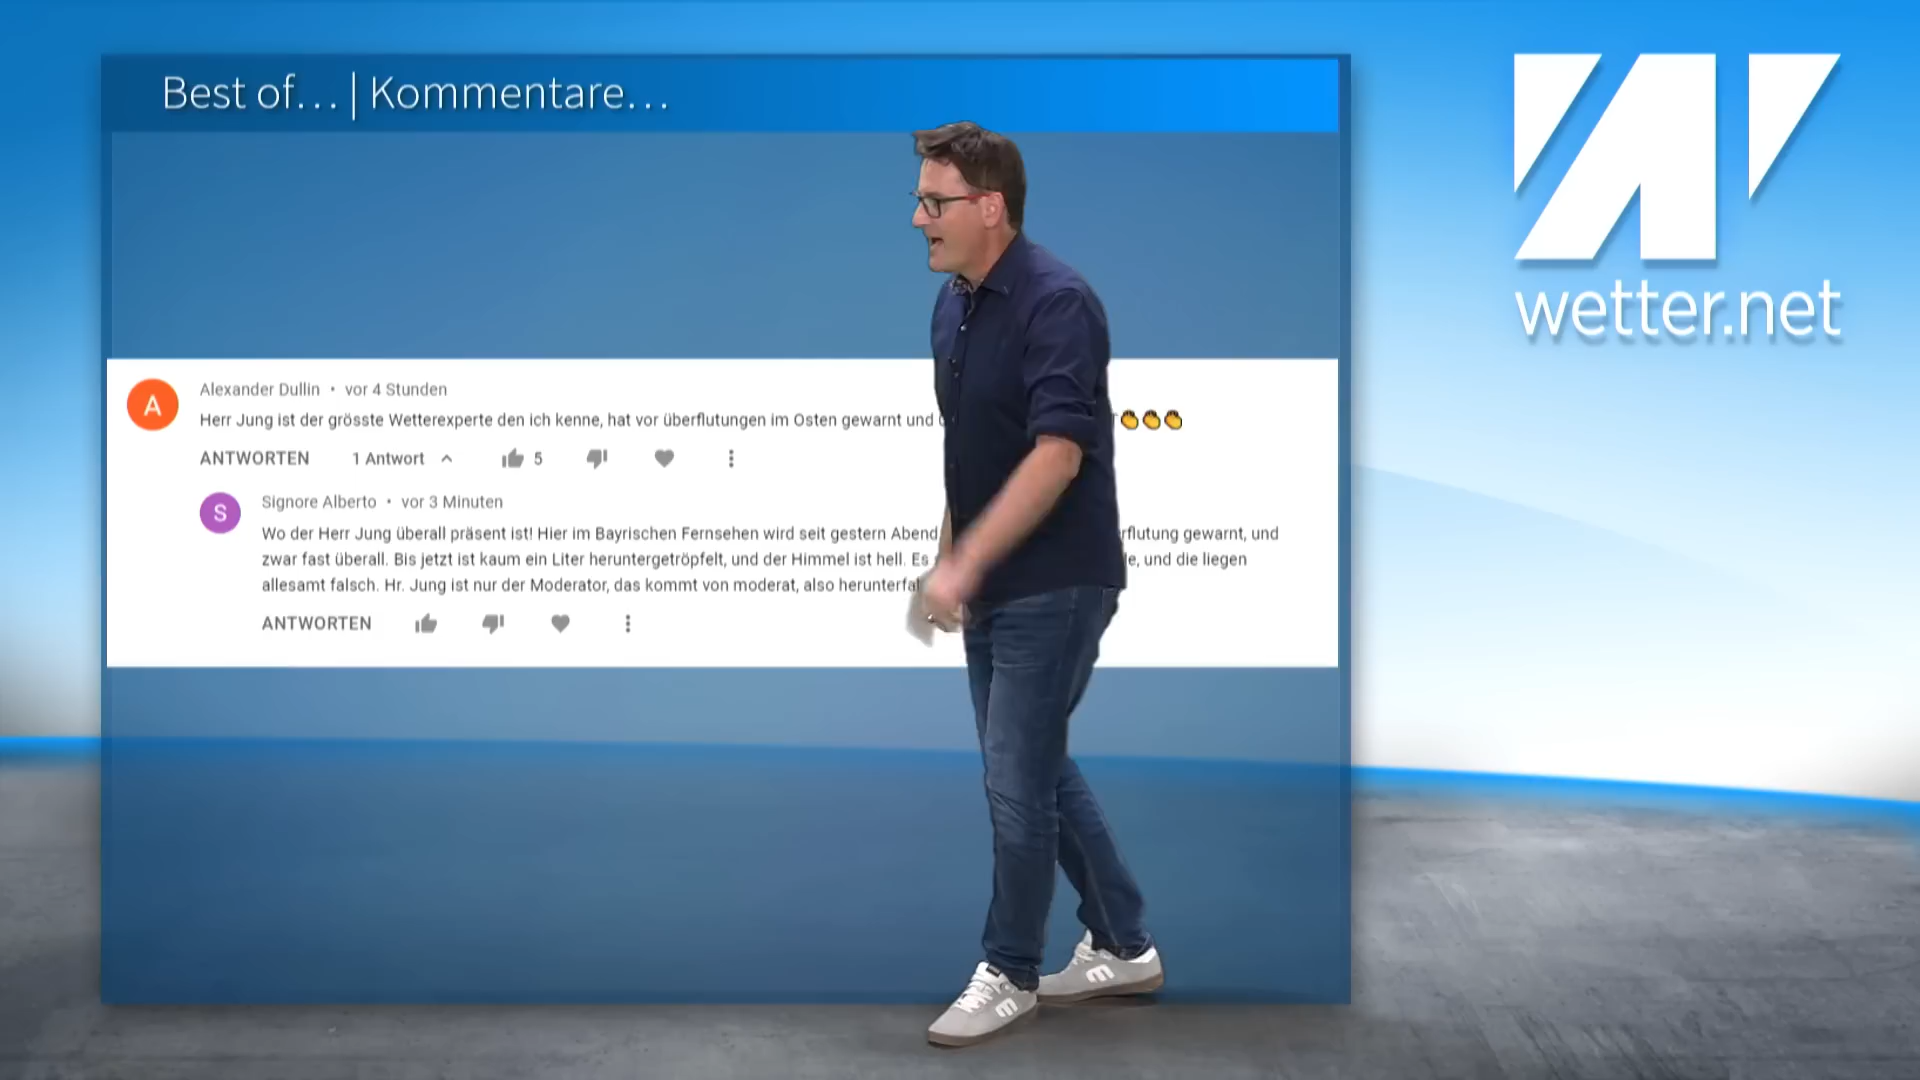 Best of... | Kommentare...
wetter.net
A
Alexander Dullin • vor 4 Stunden
Herr Jung ist der grösste Wetterexperte den ich kenne, hat vor überflutungen im Osten gewarnt und 👏👏👏
ANTWORTEN 1 Antwort 5
S
Signore Alberto • vor 3 Minuten
Wo der Herr Jung überall präsent ist! Hier im Bayrischen Fernsehen wird seit gestern Abend gewarnt, und
zwar fast überall. Bis jetzt ist kaum ein Liter heruntergetröpfelt, und der Himmel ist hell. Es und die liegen
allesamt falsch. Hr. Jung ist nur der Moderator, das kommt von moderat, also
ANTWORTEN